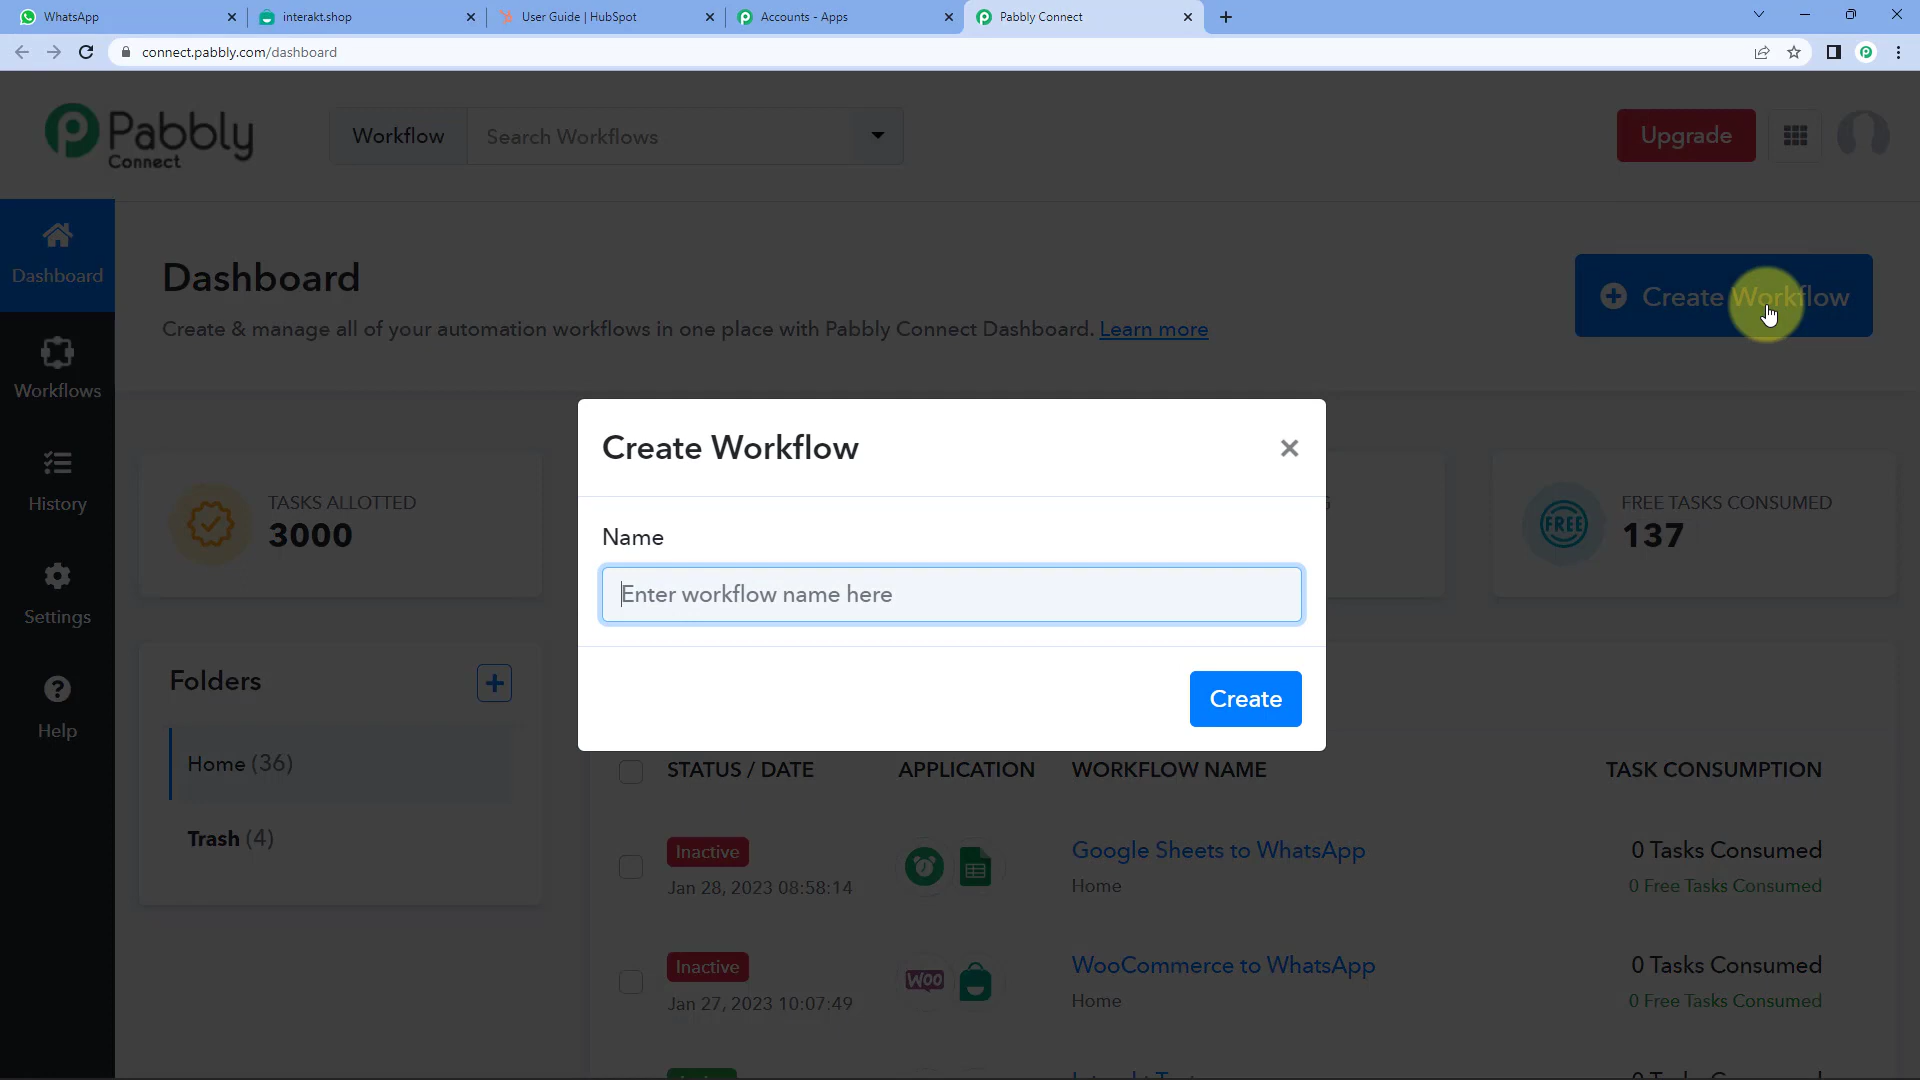 WhatsApp
interakt.shop
User Guide | HubSpot
Accounts - Apps
Pabbly Connect
connect.pabbly.com/dashboard
Pabbly
Connect
Workflow
Search Workflows
Upgrade
Dashboard
Workflows
History
Settings
Help
Dashboard
Create & manage all of your automation workflows in one place with Pabbly Connect Dashboard. Learn more
Create Workflow
TASKS ALLOTTED
3000
FREE
FREE TASKS CONSUMED
137
Create Workflow
Name
Enter workflow name here
Create
Folders
Home (36)
Trash (4)
STATUS / DATE
APPLICATION
WORKFLOW NAME
TASK CONSUMPTION
Inactive
Jan 28, 2023 08:58:14
Google Sheets to WhatsApp
Home
0 Tasks Consumed
0 Free Tasks Consumed
Inactive
Jan 27, 2023 10:07:49
Woo
WooCommerce to WhatsApp
Home
0 Tasks Consumed
0 Free Tasks Consumed